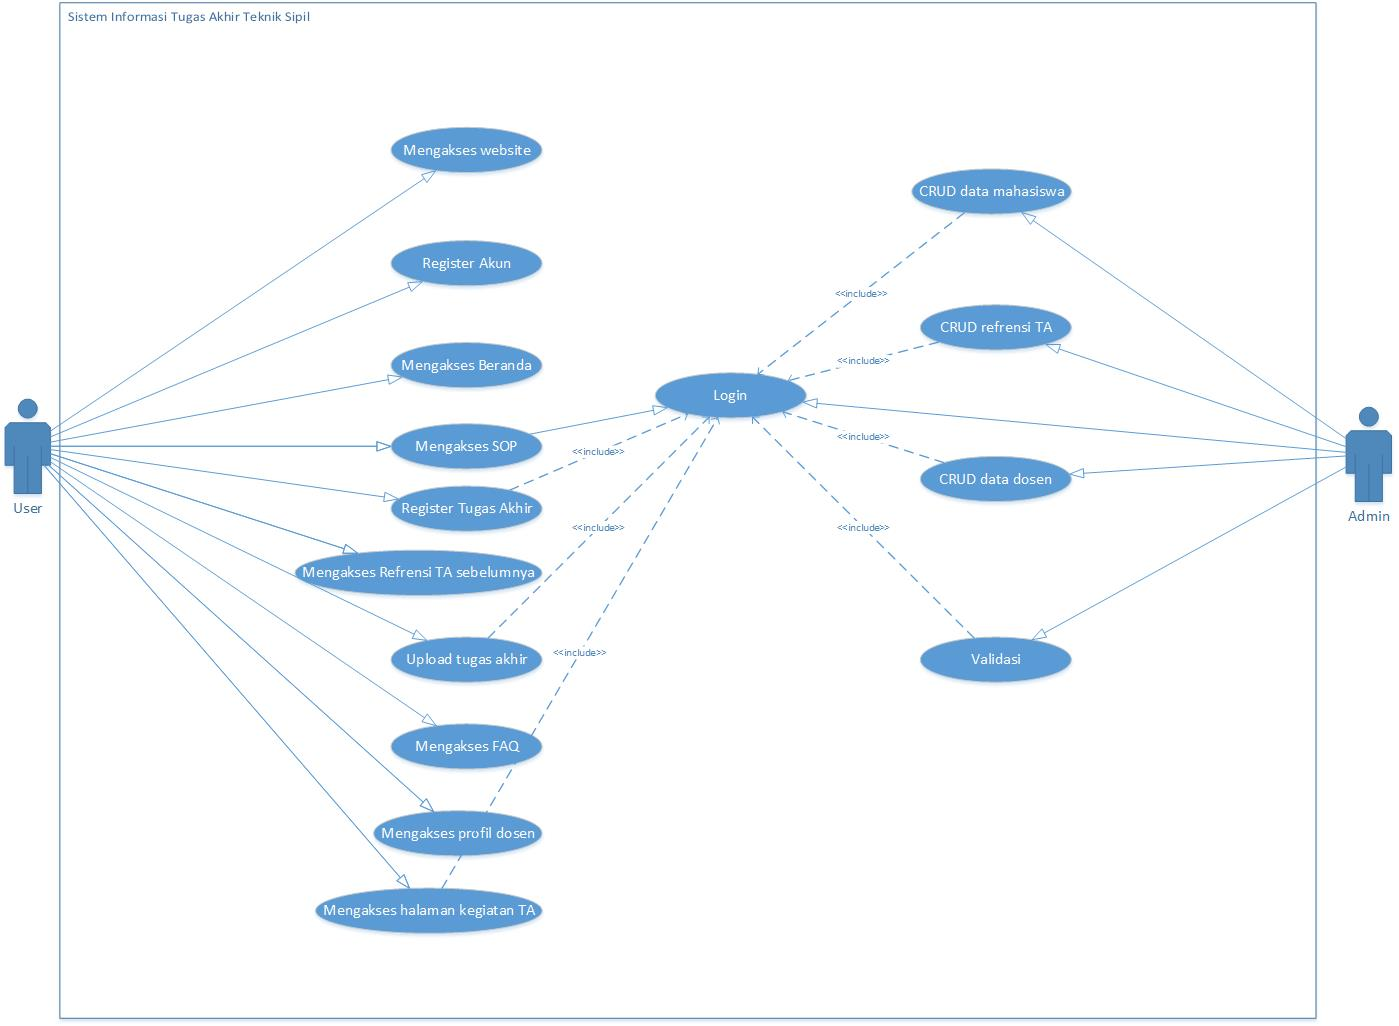 Sistem Informasi Tugas Akhir Teknik Sipil
Mengakses website
CRUD data mahasiswa
Register Akun
<<include>>
CRUD refrensi TA
<<include>>
Mengakses Beranda
Login
<<include>>
Mengakses SOP
<<include>>
CRUD data dosen
User
Register Tugas Akhir
Admin
<<include>>
<<include>>
Mengakses Refrensi TA sebelumnya
<<include>>
Upload tugas akhir
Validasi
Mengakses FAQ
Mengakses profil dosen
Mengakses halaman kegiatan TA